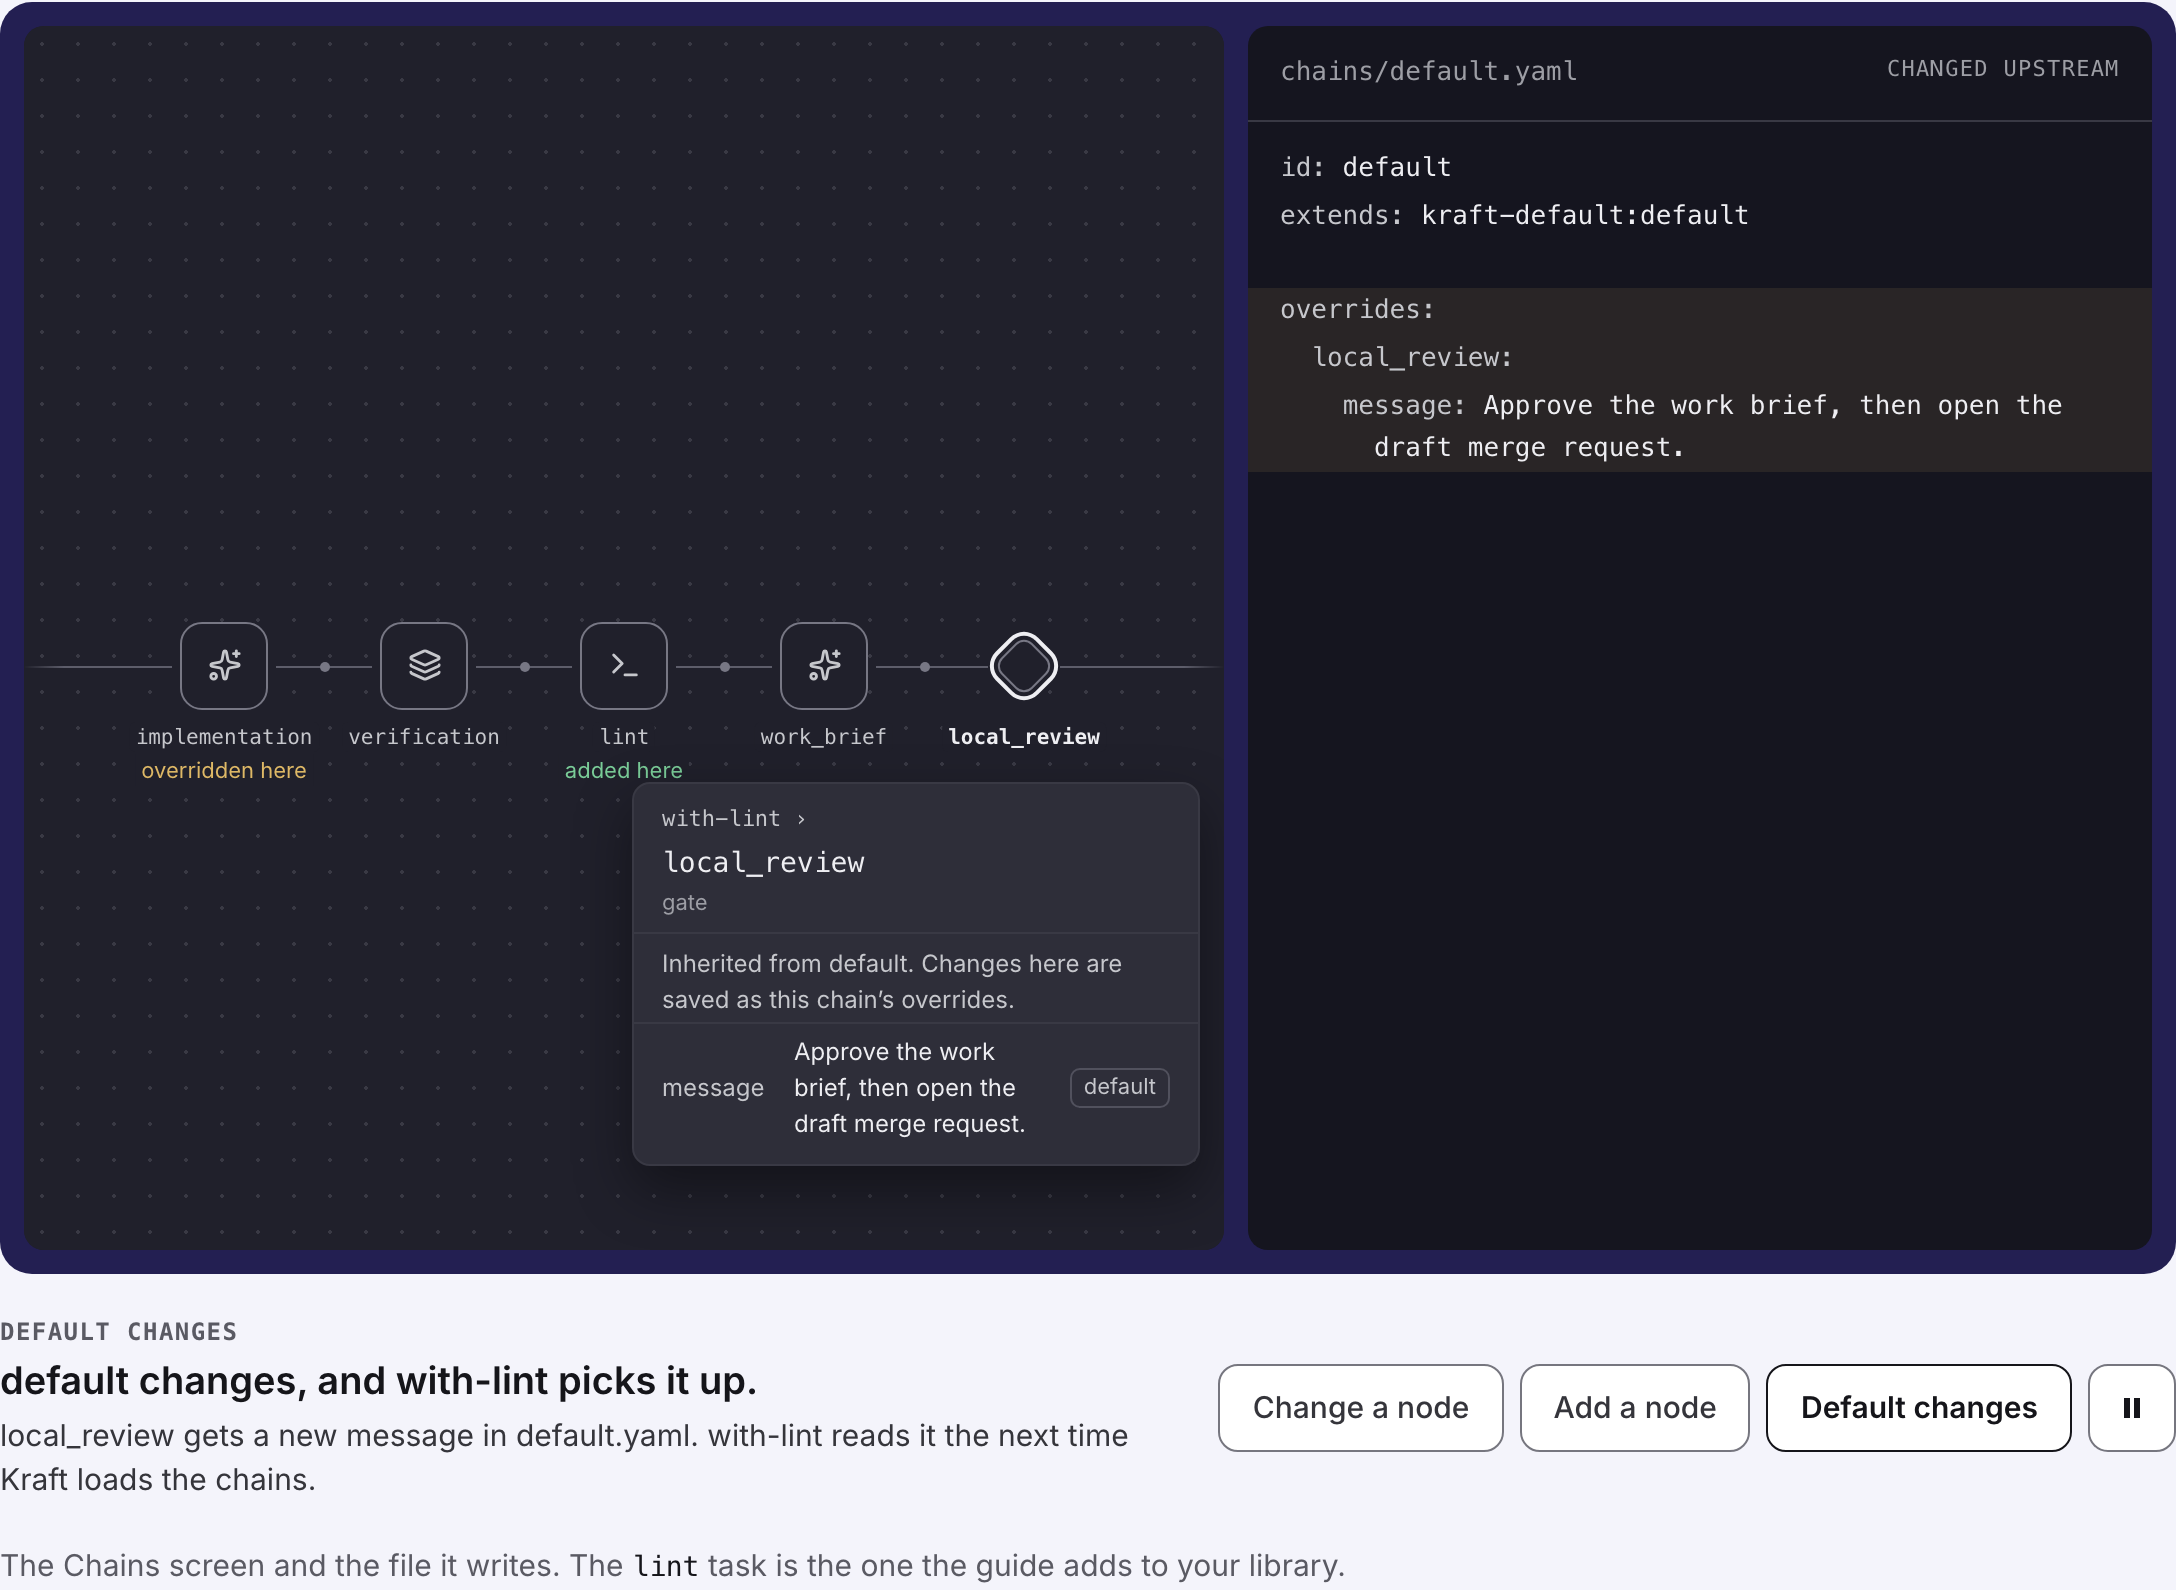 implementation
overridden here
verification
lint
added here
work_brief
local_review
with-lint ›
local_review
gate
Inherited from default. Changes here are
saved as this chain’s overrides.
message
Approve the work
brief, then open the
draft merge request.
default
chains/default.yaml
CHANGED UPSTREAM
id: default
extends: kraft-default:default
overrides:
local_review:
message: Approve the work brief, then open the
draft merge request.
DEFAULT CHANGES
default changes, and with-lint picks it up.
local_review gets a new message in default.yaml. with-lint reads it the next time
Kraft loads the chains.
Change a node
Add a node
Default changes
The Chains screen and the file it writes. The lint task is the one the guide adds to your library.